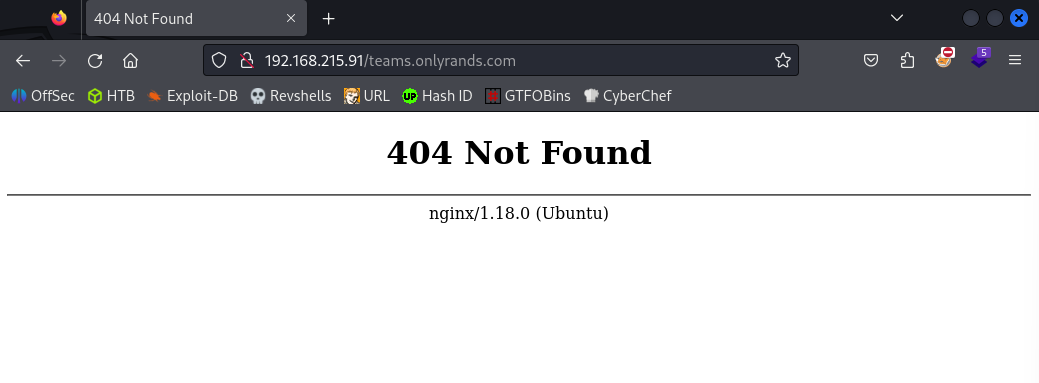 404 Not Found
192.168.215.91/teams.onlyrands.com
5
OffSec HTB Exploit-DB Revshells URL UP Hash ID GTFOBins CyberChef
404 Not Found
nginx/1.18.0 (Ubuntu)